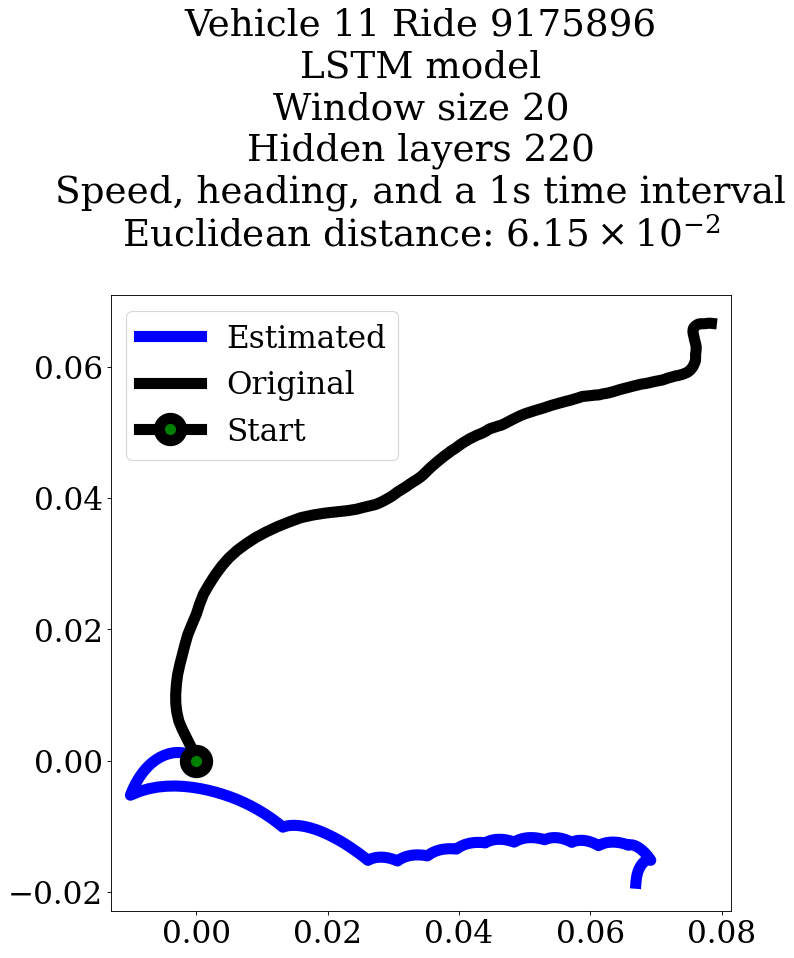 Vehicle 11 Ride 9175896
LSTM model
Window size 20
Hidden layers 220
Speed, heading, and a 1s time interval
Euclidean distance: 6.15 × 10⁻²
Estimated
Original
Start
0.06
0.04
0.02
0.00
−0.02
0.00 0.02 0.04 0.06 0.08